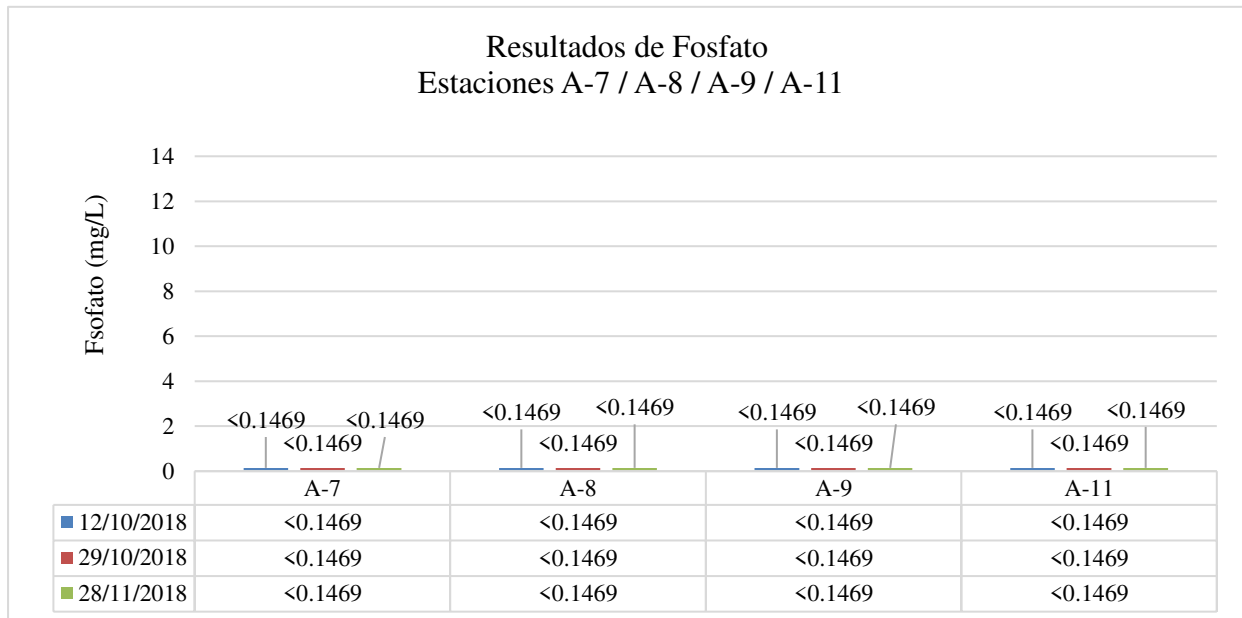 Resultados de Fosfato
Estaciones A-7 / A-8 / A-9 / A-11
Fsofato (mg/L)
14
12
10
8
6
4
2
0
<0.1469 <0.1469 <0.1469 <0.1469 <0.1469 <0.1469 <0.1469 <0.1469
<0.1469 <0.1469 <0.1469 <0.1469
A-7 A-8 A-9 A-11
12/10/2018 <0.1469 <0.1469 <0.1469 <0.1469
29/10/2018 <0.1469 <0.1469 <0.1469 <0.1469
28/11/2018 <0.1469 <0.1469 <0.1469 <0.1469